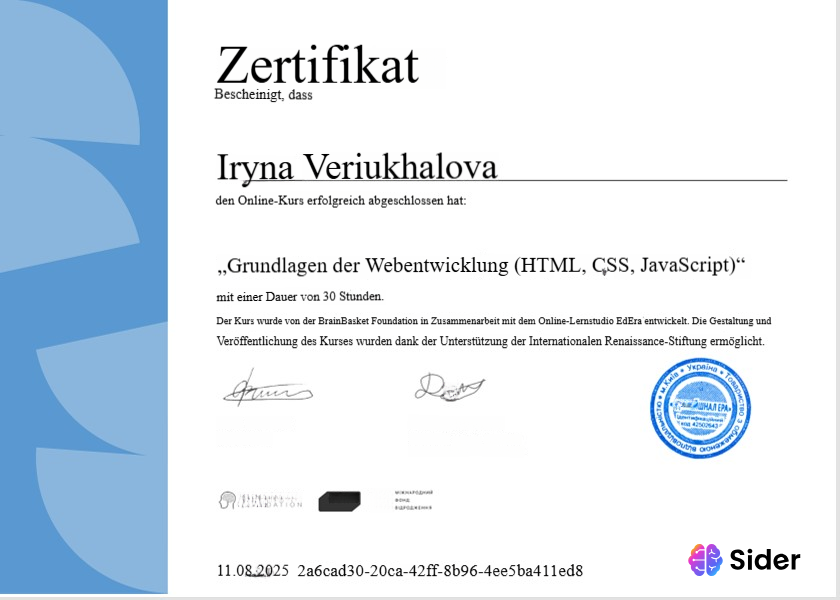 Zertifikat
Bescheinigt, dass
Iryna Veriukhalova
den Online-Kurs erfolgreich abgeschlossen hat:
„Grundlagen der Webentwicklung (HTML, CSS, JavaScript)“
mit einer Dauer von 30 Stunden.
Der Kurs wurde von der BrainBasket Foundation in Zusammenarbeit mit dem Online-Lernstudio EdEra entwickelt. Die Gestaltung und
Veröffentlichung des Kurses wurden dank der Unterstützung der Internationalen Renaissance-Stiftung ermöglicht.
Україна • Товариство з обмеженою відповідальністю • м. Київ
ЕРА»
Ідентифікаційний
код 42502643
МІЖНАРОДНИЙ
ФОНД
ВІДРОДЖЕННЯ
Sider
11.08.2025 2a6cad30-20ca-42ff-8b96-4ee5ba411ed8